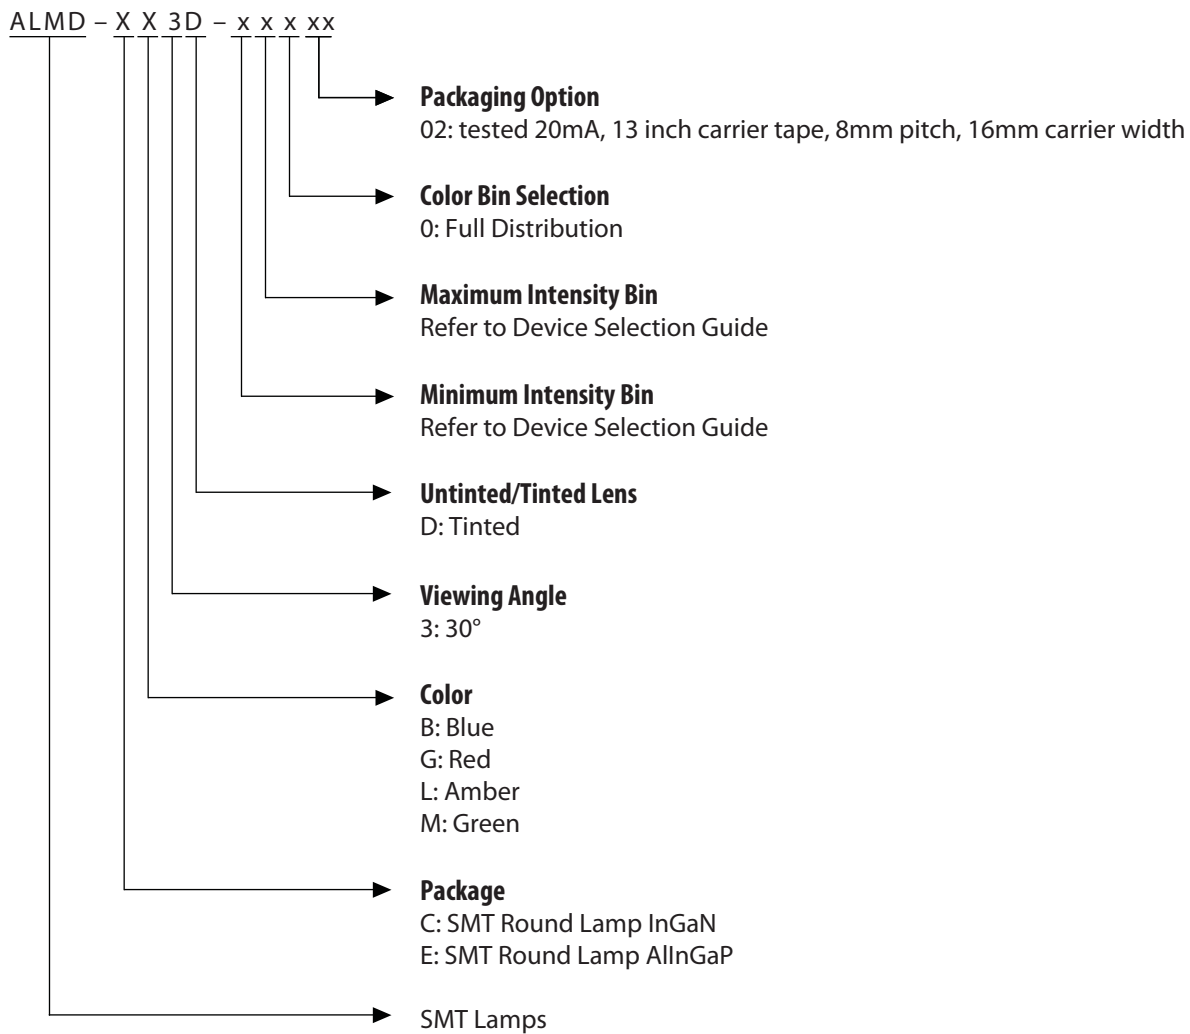 ALMD – X X 3D – x x x xx
Packaging Option
02: tested 20mA, 13 inch carrier tape, 8mm pitch, 16mm carrier width
Color Bin Selection
0: Full Distribution
Maximum Intensity Bin
Refer to Device Selection Guide
Minimum Intensity Bin
Refer to Device Selection Guide
Untinted/Tinted Lens
D: Tinted
Viewing Angle
3: 30°
Color
B: Blue
G: Red
L: Amber
M: Green
Package
C: SMT Round Lamp InGaN
E: SMT Round Lamp AlInGaP
SMT Lamps